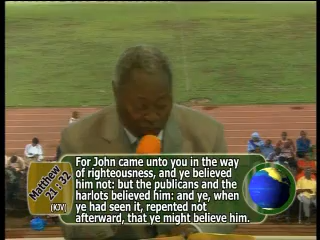 Matthew
21 : 32
(KJV)
For John came unto you in the way
of righteousness, and ye believed
him not: but the publicans and the
harlots believed him: and ye, when
ye had seen it, repented not
afterward, that ye might believe him.